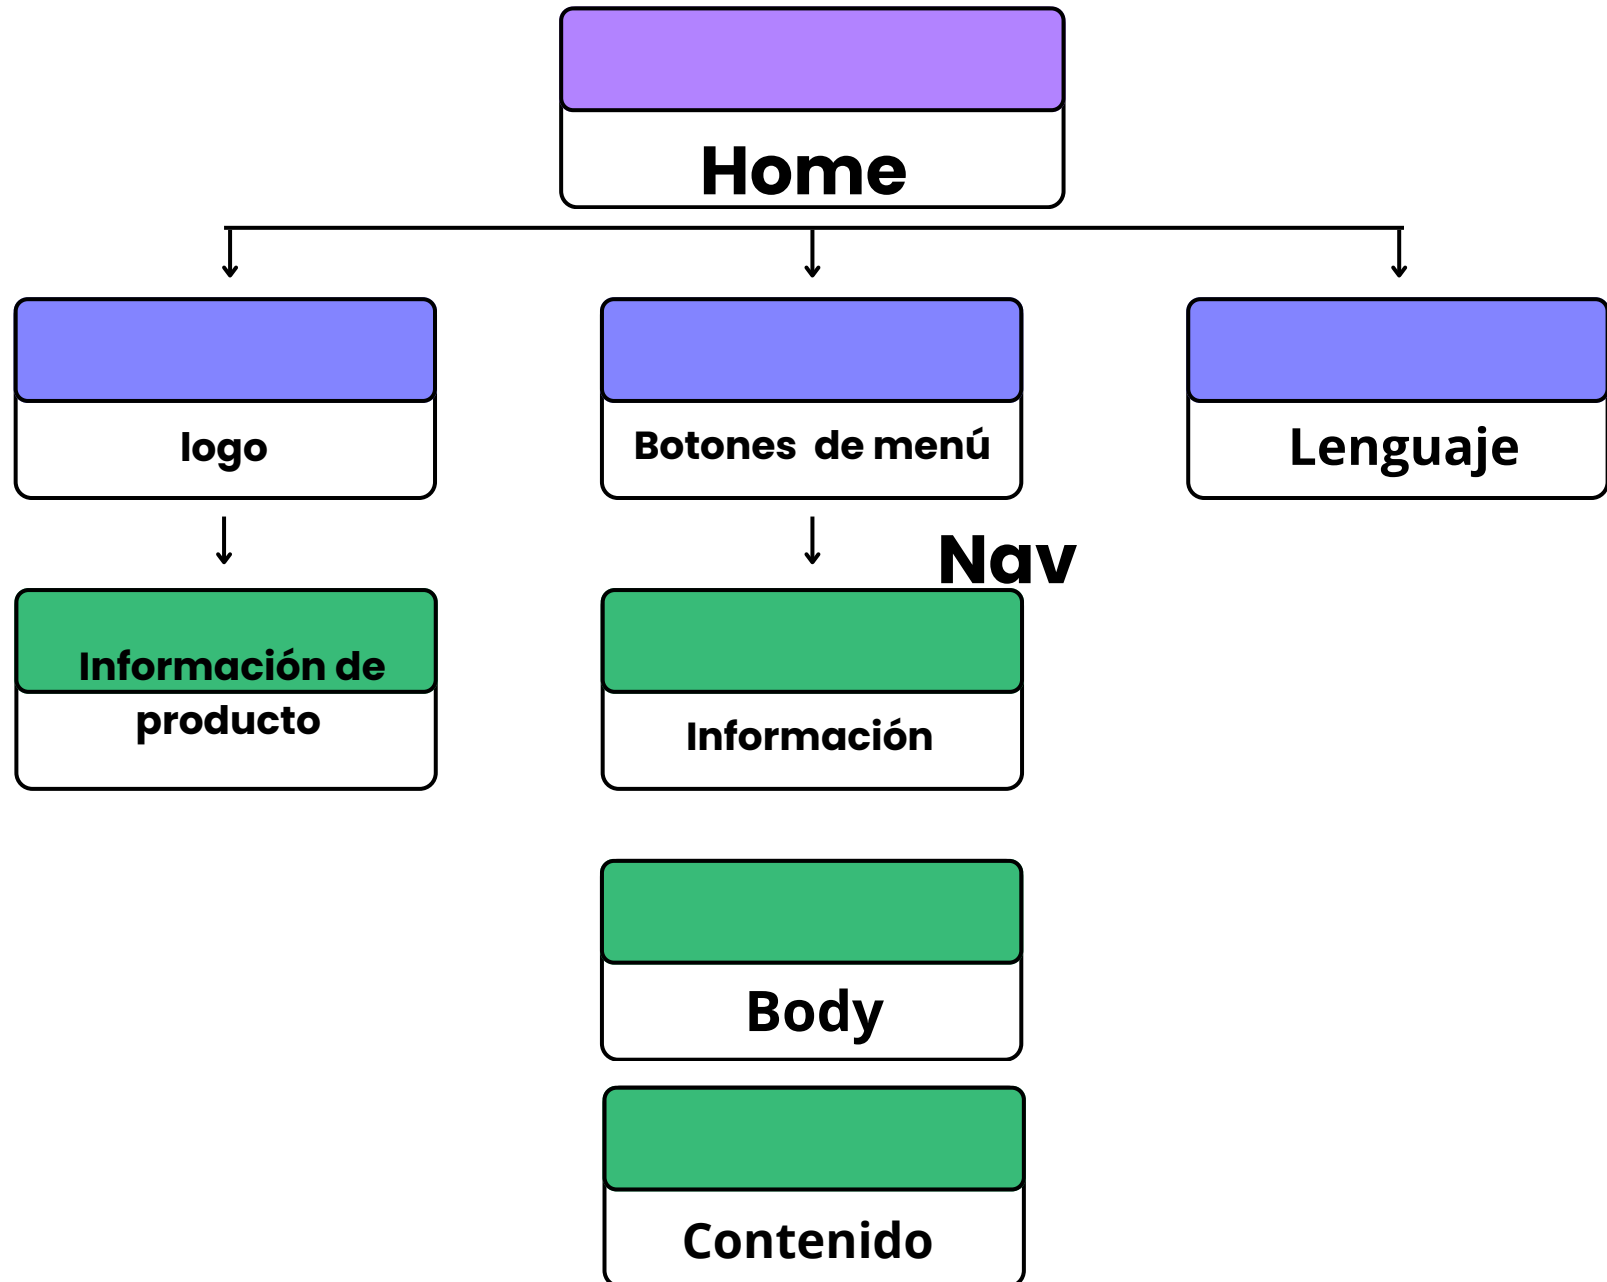 Home
logo
Botones de menú
Lenguaje
Nav
Información de
producto
Información
Body
Contenido